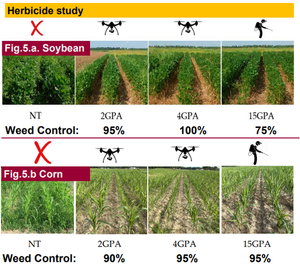 Herbicide study
Fig.5.a. Soybean
NT 2GPA 4GPA 15GPA
Weed Control: 95% 100% 75%
Fig.5.b Corn
NT 2GPA 4GPA 15GPA
Weed Control: 90% 95% 95%